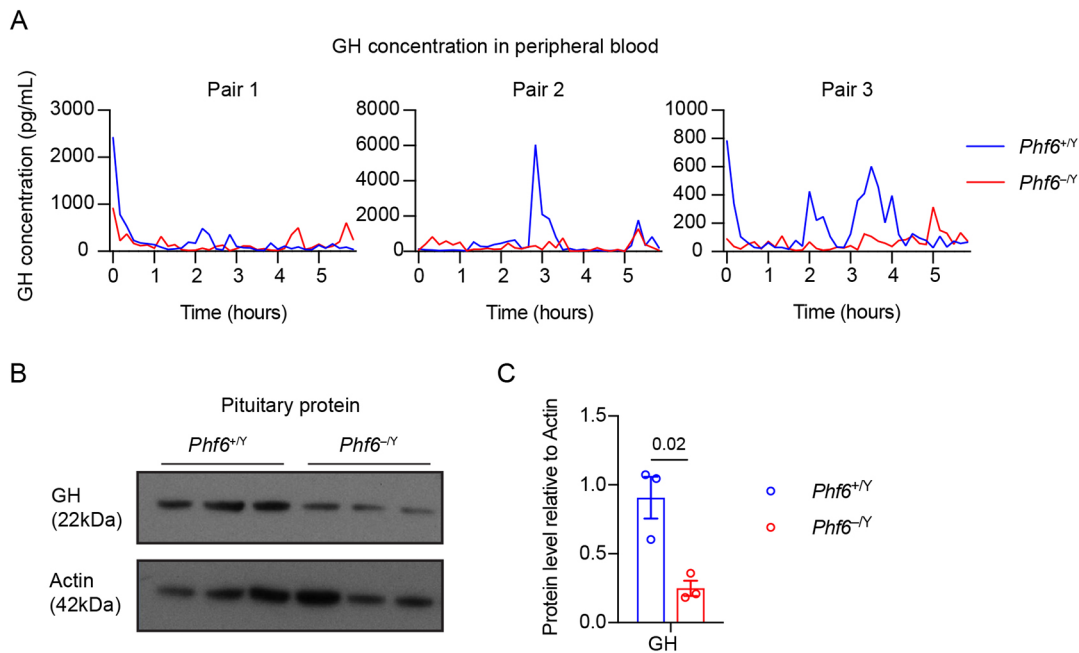 A
GH concentration in peripheral blood
Pair 1
Pair 2
Pair 3
GH concentration (pg/mL)
3000
2000
1000
0
8000
6000
4000
2000
0
1000
800
600
400
200
0
Phf6+/Y
Phf6–/Y
0 1 2 3 4 5
0 1 2 3 4 5
0 1 2 3 4 5
Time (hours)
Time (hours)
Time (hours)
B
Pituitary protein
Phf6+/Y
Phf6–/Y
GH
(22kDa)
Actin
(42kDa)
C
Protein level relative to Actin
1.5
1.0
0.5
0.0
0.02
GH
Phf6+/Y
Phf6–/Y